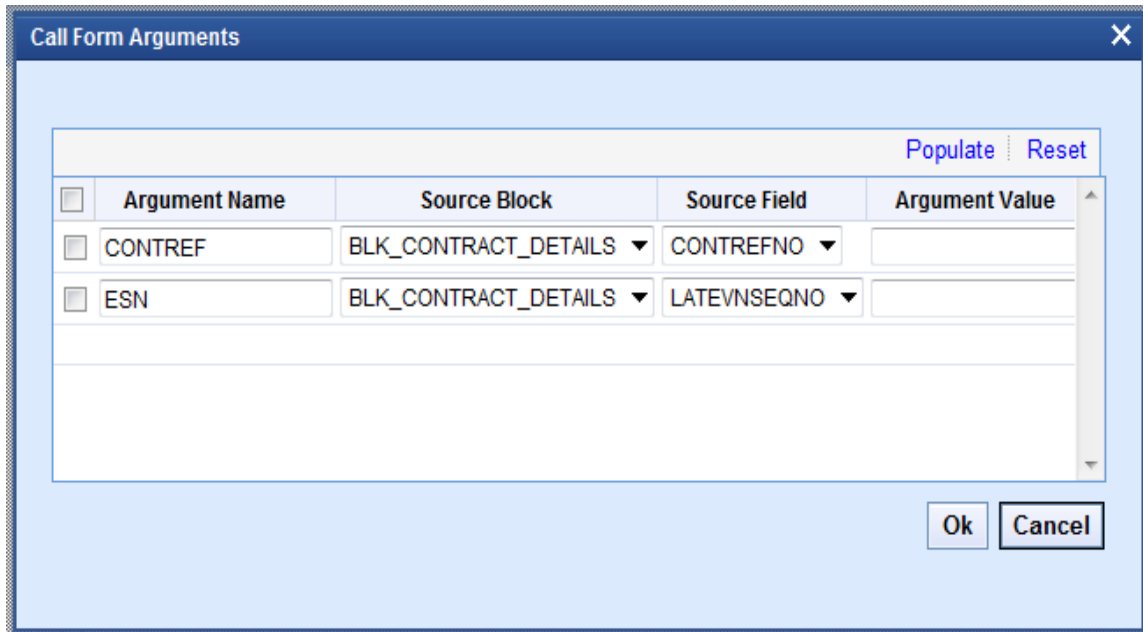 Call Form Arguments
Populate Reset
Argument Name Source Block Source Field Argument Value
CONTREF BLK_CONTRACT_DETAILS CONTREFNO
ESN BLK_CONTRACT_DETAILS LATEVNSEQNO
Ok Cancel